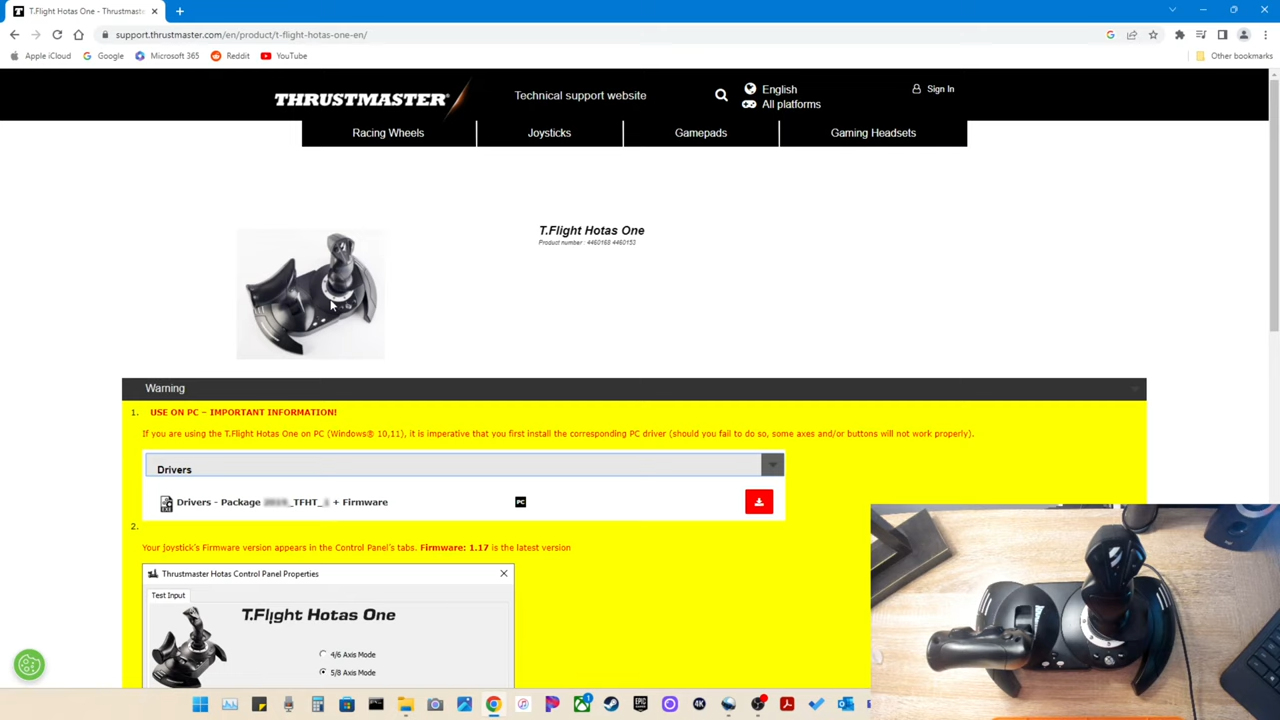 T.Flight Hotas One - Thrustmaste
support.thrustmaster.com/en/product/t-flight-hotas-one-en/
Apple iCloud
Google
Microsoft 365
Reddit
YouTube
Other bookmarks
THRUSTMASTER
Technical support website
English
All platforms
Sign In
Racing Wheels
Joysticks
Gamepads
Gaming Headsets
T.Flight Hotas One
Product number : 4460168 4460153
Warning
1. USE ON PC – IMPORTANT INFORMATION!
If you are using the T.Flight Hotas One on PC (Windows® 10,11), it is imperative that you first install the corresponding PC driver (should you fail to do so, some axes and/or buttons will not work properly).
Drivers
Drivers - Package _TFHT_ + Firmware
PC
2.
Your joystick's Firmware version appears in the Control Panel's tabs. Firmware: 1.17 is the latest version
Thrustmaster Hotas Control Panel Properties
Test Input
T.Flight Hotas One
4/6 Axis Mode
5/8 Axis Mode